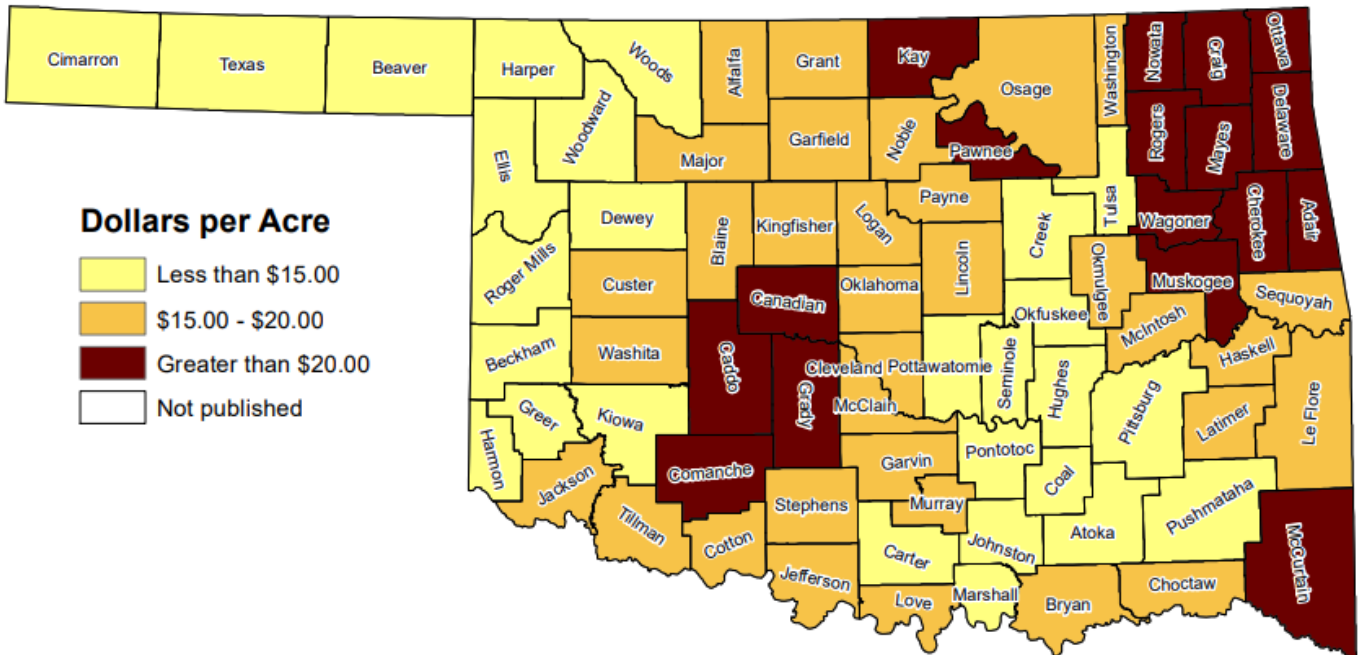 Cimarron
Texas
Beaver
Harper
Woods
Alfalfa
Grant
Kay
Osage
Washington
Nowata
Craig
Ottawa
Woodward
Ellis
Major
Garfield
Noble
Pawnee
Rogers
Mayes
Delaware
Dollars per Acre
Less than $15.00
$15.00 - $20.00
Greater than $20.00
Not published
Dewey
Blaine
Kingfisher
Logan
Payne
Creek
Tulsa
Wagoner
Cherokee
Adair
Roger Mills
Custer
Canadian
Oklahoma
Lincoln
Okmulgee
Muskogee
Sequoyah
Okfuskee
McIntosh
Beckham
Washita
Caddo
Grady
Cleveland
Pottawatomie
Seminole
Hughes
Haskell
McClain
Pittsburg
Latimer
Le Flore
Greer
Kiowa
Harmon
Jackson
Comanche
Garvin
Pontotoc
Coal
Tillman
Cotton
Stephens
Murray
Atoka
Pushmataha
Carter
Johnston
Jefferson
Love
Marshall
Bryan
Choctaw
McCurtain